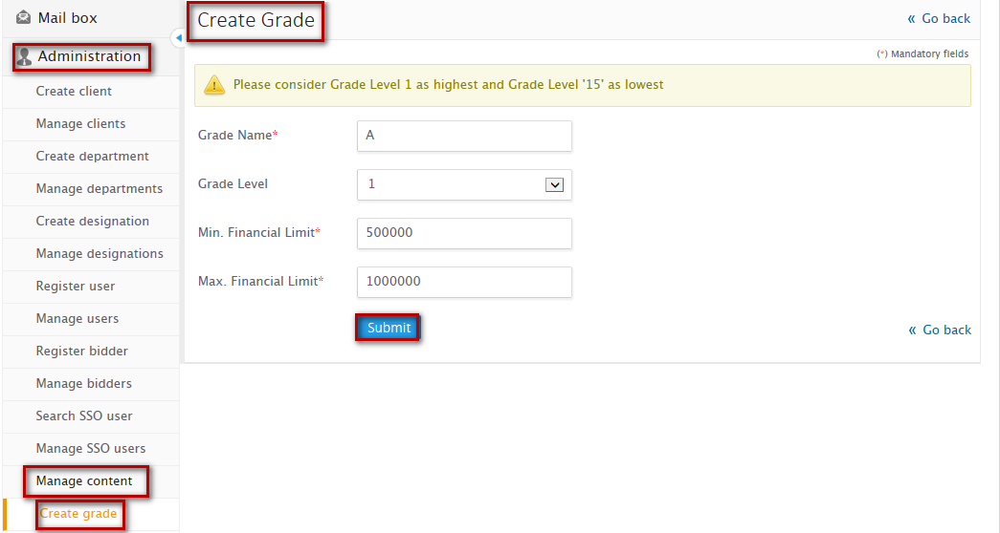 Mail box
Administration
Create client
Manage clients
Create department
Manage departments
Create designation
Manage designations
Register user
Manage users
Register bidder
Manage bidders
Search SSO user
Manage SSO users
Manage content
Create grade
Create Grade
« Go back
(*) Mandatory fields
Please consider Grade Level 1 as highest and Grade Level '15' as lowest
Grade Name* A
Grade Level 1
Min. Financial Limit* 500000
Max. Financial Limit* 1000000
Submit
« Go back